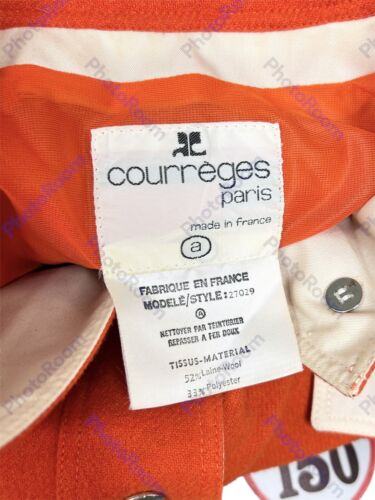 courrèges
paris
made in france
a
FABRIQUE EN FRANCE
MODELE/STYLE:27029
A
NETTOYER PAR TEINTURIER
REPASSER A FER DOUX
TISSUS-MATERIAL
52% Laine-Wool
33% Polyester
150
PhotoRoom